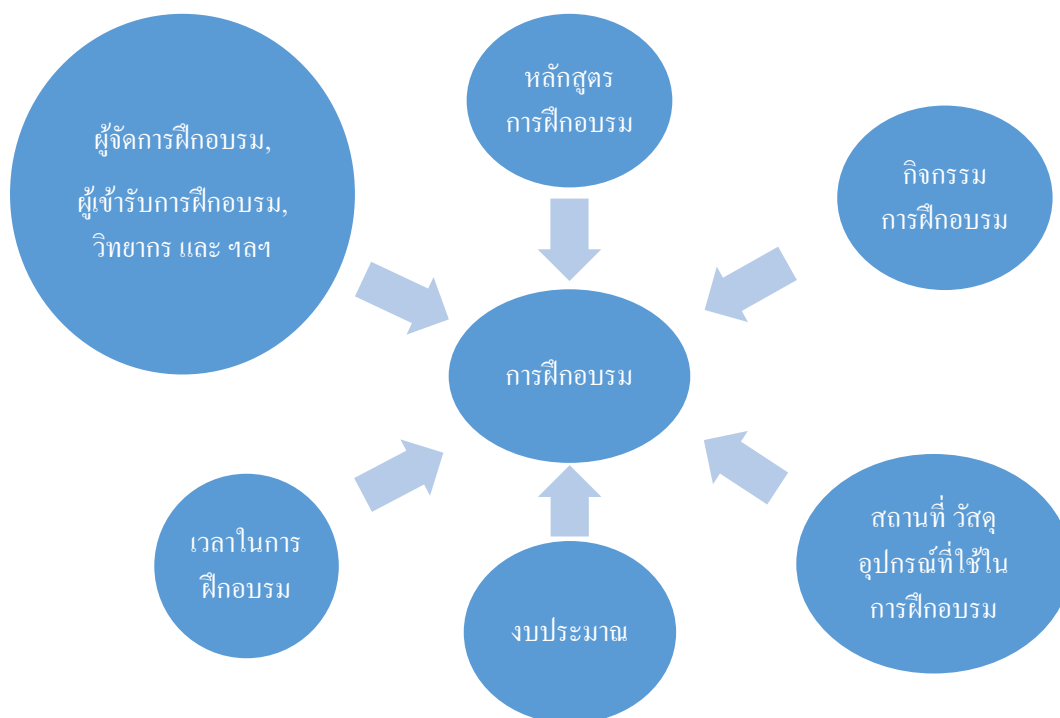 หลักสูตร
การฝึกอบรม
ผู้จัดการฝึกอบรม,
ผู้เข้ารับการฝึกอบรม,
วิทยากร และ ฯลฯ
กิจกรรม
การฝึกอบรม
การฝึกอบรม
เวลาในการ
ฝึกอบรม
งบประมาณ
สถานที่ วัสดุ
อุปกรณ์ที่ใช้ใน
การฝึกอบรม